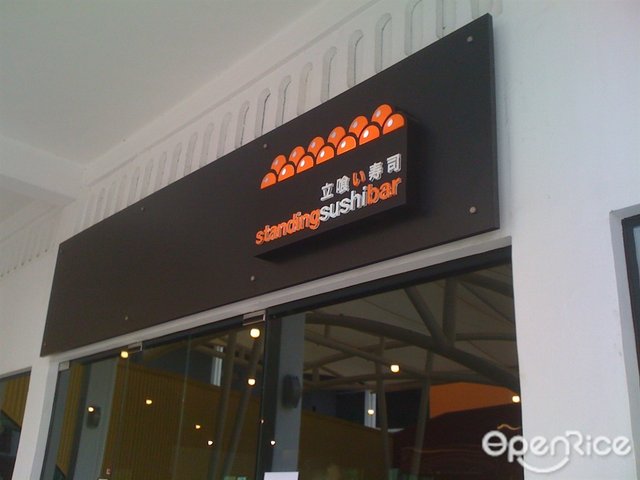 立喰い寿司
standingsushibar
OPENRICE